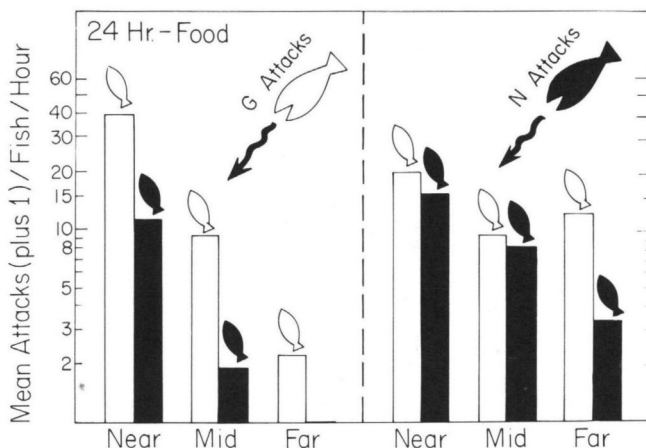 24 Hr.-Food
G Attacks
N Attacks
Mean Attacks (plus 1) / Fish / Hour
60
40
30
20
15
10
8
5
3
2
Near Mid Far Near Mid Far